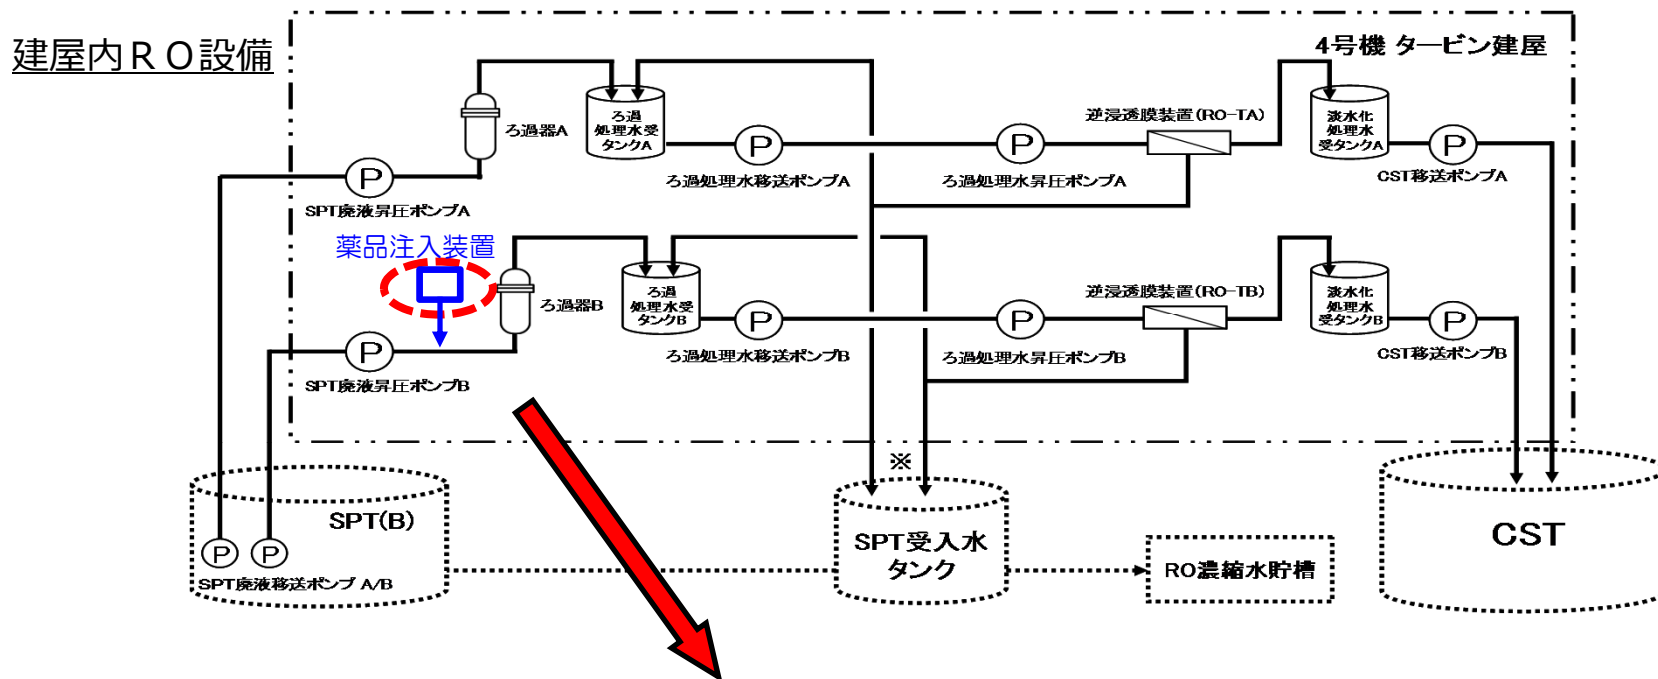 建屋内ＲＯ設備
4号機 タービン建屋
ろ過器A
ろ過
処理水受
タンクA
P
ろ過処理水移送ポンプA
P
ろ過処理水昇圧ポンプA
逆浸透膜装置(RO-TA)
淡水化
処理水
受タンクA
P
CST移送ポンプA
P
SPT廃液昇圧ポンプA
薬品注入装置
ろ過器B
ろ過
処理水受
タンクB
P
ろ過処理水移送ポンプB
P
ろ過処理水昇圧ポンプB
逆浸透膜装置(RO-TB)
淡水化
処理水
受タンクB
P
CST移送ポンプB
P
SPT廃液昇圧ポンプB
※
SPT(B)
P
P
SPT廃液移送ポンプ A/B
SPT受入水
タンク
RO濃縮水貯槽
CST